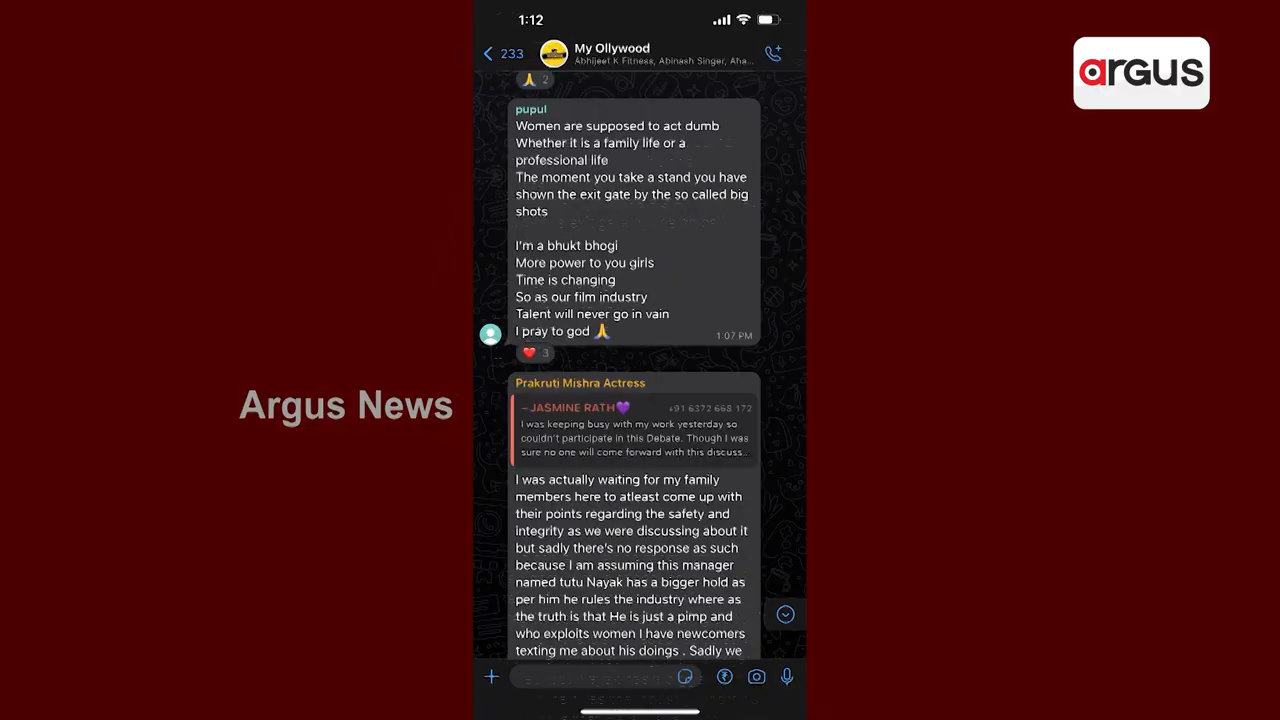 1:12
233
My Ollywood
Abhijeet K Fitness, Abinash Singer, Aha...
argus
🙏 2
pupul
Women are supposed to act dumb
Whether it is a family life or a
professional life
The moment you take a stand you have
shown the exit gate by the so called big
shots
I'm a bhukt bhogi
More power to you girls
Time is changing
So as our film industry
Talent will never go in vain
I pray to god 🙏
1:07 PM
❤️ 3
Prakruti Mishra Actress
~JASMINE RATH💜 +91 6372 668 172
I was keeping busy with my work yesterday so
couldn't participate in this Debate. Though I was
sure no one will come forward with this discuss...
Argus News
I was actually waiting for my family
members here to atleast come up with
their points regarding the safety and
integrity as we were discussing about it
but sadly there's no response as such
because I am assuming this manager
named tutu Nayak has a bigger hold as
per him he rules the industry where as
the truth is that He is just a pimp and
who exploits women I have newcomers
texting me about his doings . Sadly we